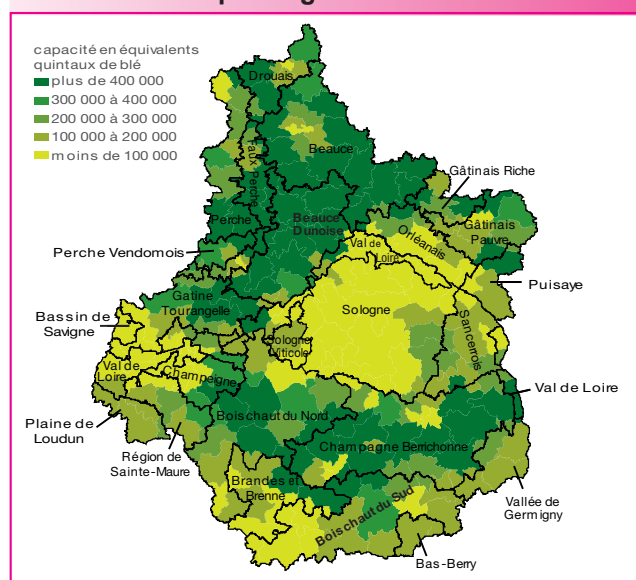 capacité en équivalents
quintaux de blé
plus de 400 000
300 000 à 400 000
200 000 à 300 000
100 000 à 200 000
moins de 100 000
Drouais
Beauce
Faux-Perche
Gâtinais Riche
Perche
Beauce
Dunoise
Gâtinais
Pauvre
Orléanais
Val de
Loire
Perche Vendomois
Puisaye
Gatine
Tourangelle
Sologne
Bassin de
Savigne
Sologne
Viticole
Sancerrois
Val de
Loire
Champeigne
Val de Loire
Boischaut du Nord
Plaine de
Loudun
Champagne Berrichonne
Région de
Sainte-Maure
Brandes et
Brenne
Boischaut du Sud
Vallée de
Germigny
Bas-Berry